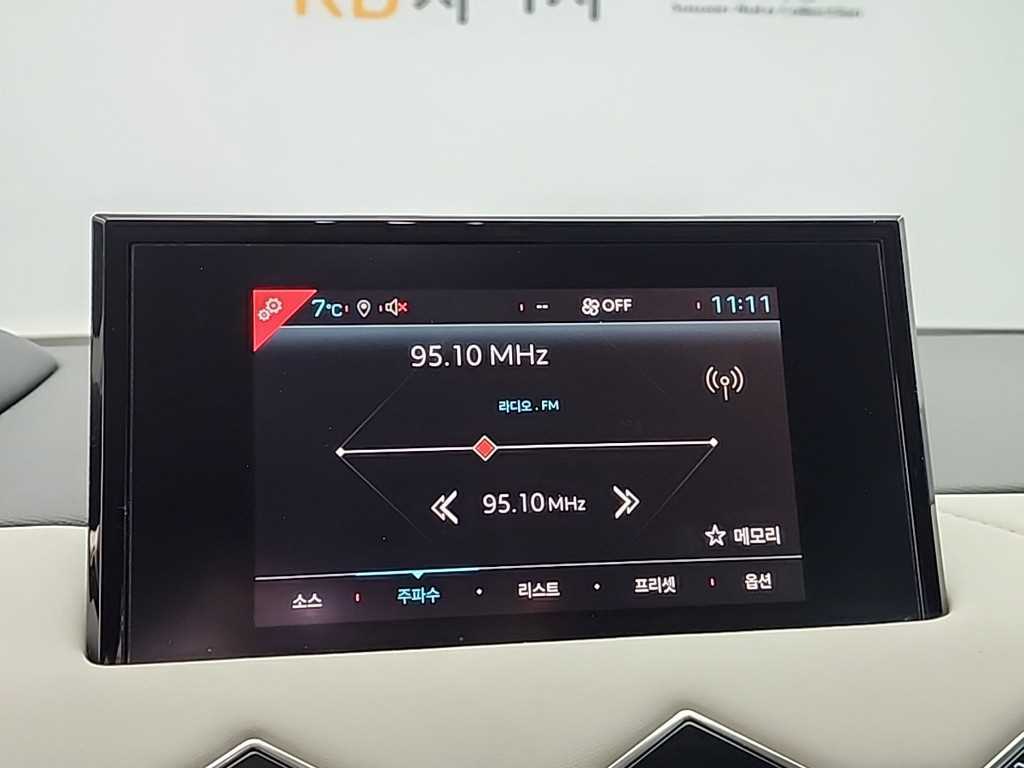 7°C
--
OFF
11:11
95.10 MHz
라디오 . FM
95.10 MHz
메모리
소스
주파수
리스트
프리셋
옵션